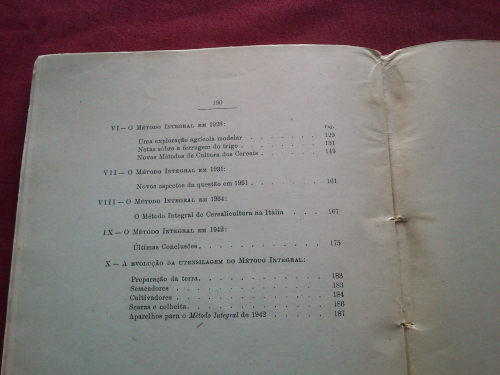 190
VI — O MÉTODO INTEGRAL EM 1928:
Pág.
Uma exploração agrícola modelar . . . . . . . 129
Notas sôbre a ferrugem do trigo . . . . . . . 131
Novos Métodos de Cultura dos Cereais . . . . . . 149
VII — O MÉTODO INTEGRAL EM 1931:
Novos aspectos da questão em 1931 . . . . . . 161
VIII — O MÉTODO INTEGRAL EM 1934:
O Método Integral de Cerealicultura na Itália . . . 167
IX — O MÉTODO INTEGRAL EM 1942:
Últimas Conclusões . . . . . . . . . . 175
X — A EVOLUÇÃO DA UTENSILAGEM DO MÉTODO INTEGRAL:
Preparação da terra . . . . . . . . . . 183
Semeadores . . . . . . . . . . . . 183
Cultivadores . . . . . . . . . . . . 184
Searas e colheita . . . . . . . . . . . 186
Aparelhos para o Método Integral de 1942 . . . . . 187